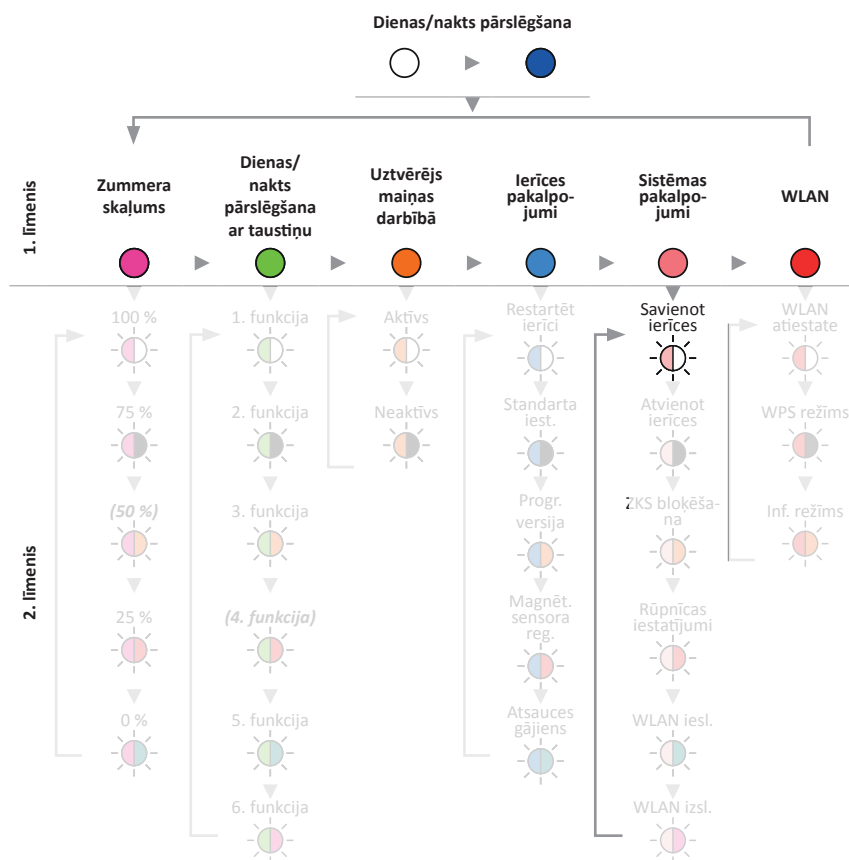 Dienas/nakts pārslēgšana
1. līmenis
Zummera
skaļums
Dienas/
nakts
pārslēgšana
ar taustiņu
Uztvērējs
maiņas
darbībā
Ierīces
pakalpo-
jumi
Sistēmas
pakalpo-
jumi
WLAN
2. līmenis
100 %
75 %
(50 %)
25 %
0 %
1. funkcija
2. funkcija
3. funkcija
(4. funkcija)
5. funkcija
6. funkcija
Aktīvs
Neaktīvs
Restartēt
ierīci
Standarta
iest.
Progr.
versija
Magnēt.
sensora
reg.
Atsauces
gājiens
Savienot
ierīces
Atvienot
ierīces
ZKS bloķēša-
na
Rūpnīcas
iestatījumi
WLAN iesl.
WLAN izsl.
WLAN
atiestate
WPS režīms
Inf. režīms